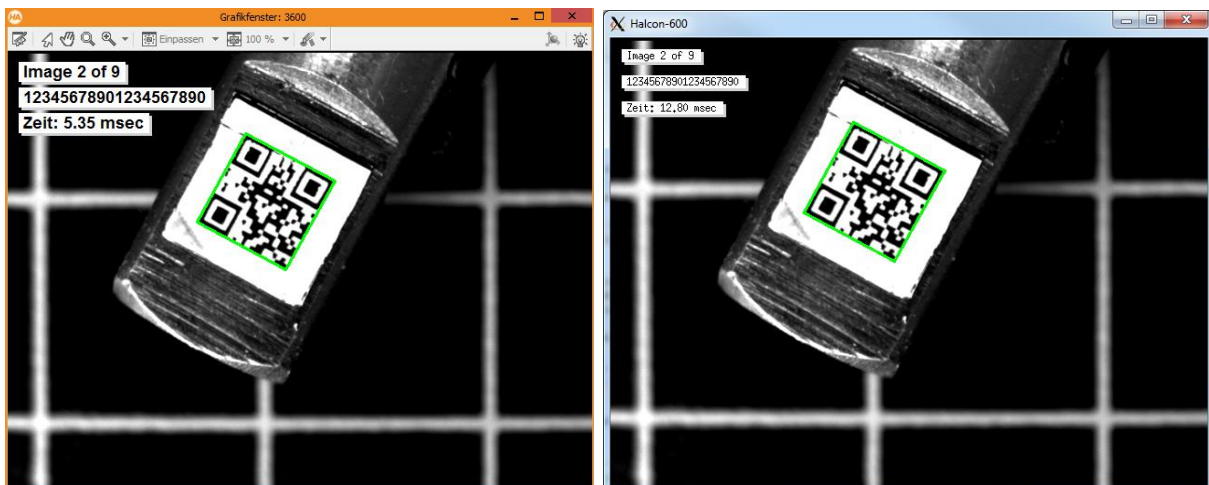 HA Grafikfenster: 3600
Einpassen 100 %
Image 2 of 9
12345678901234567890
Zeit: 5.35 msec
X Halcon-600
Image 2 of 9
12345678901234567890
Zeit: 12.80 msec